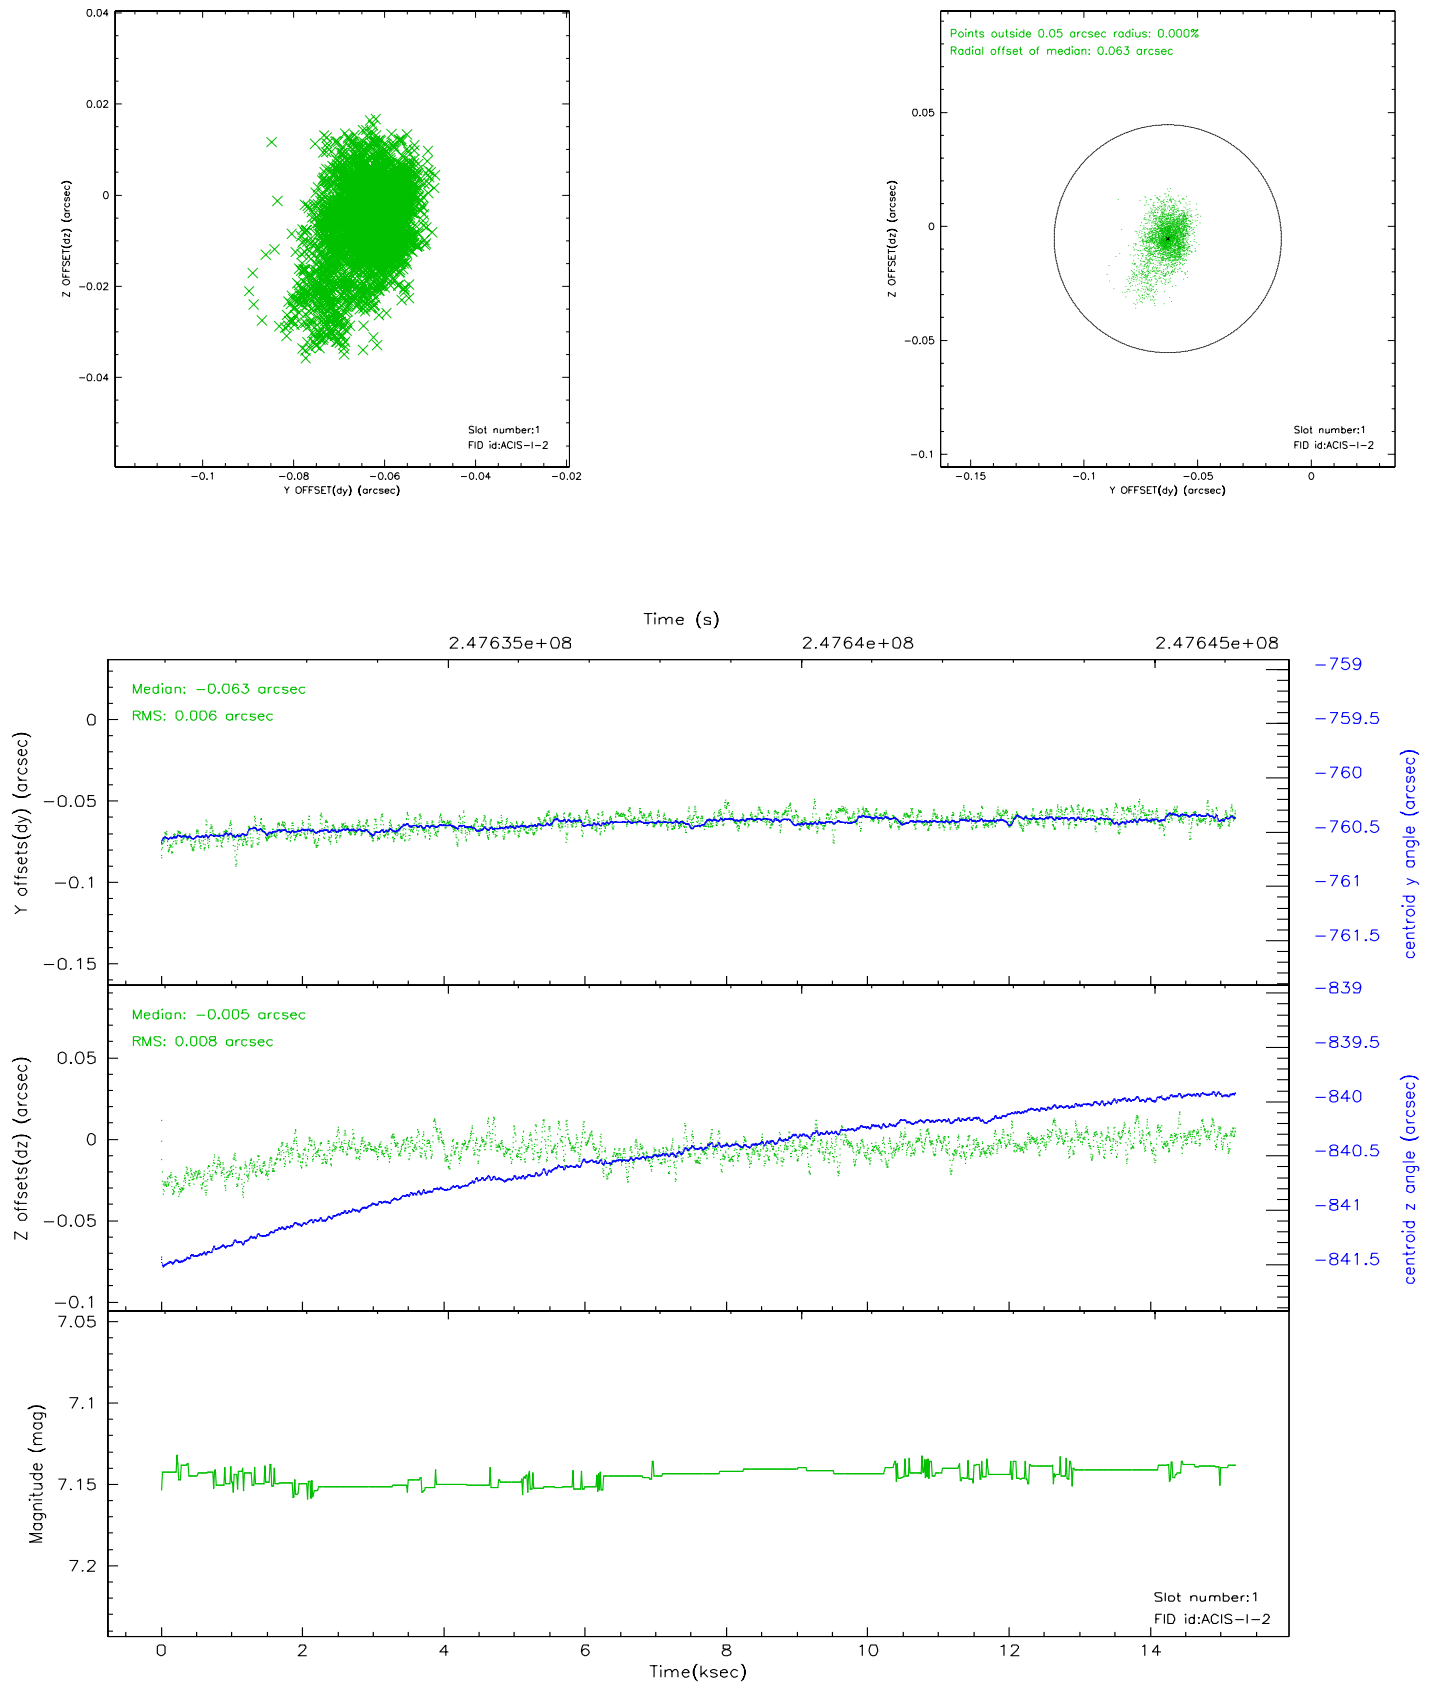 0.04
0.02
0
-0.02
-0.04
Z OFFSET(dz) (arcsec)
-0.1
-0.08
-0.06
-0.04
-0.02
Y OFFSET(dy) (arcsec)
Slot number:1
FID id:ACIS-I-2
Points outside 0.05 arcsec radius: 0.000%
Radial offset of median: 0.063 arcsec
0.05
0
-0.05
-0.1
Z OFFSET(dz) (arcsec)
-0.15
-0.1
-0.05
0
Y OFFSET(dy) (arcsec)
Slot number:1
FID id:ACIS-I-2
Time (s)
2.47635e+08
2.4764e+08
2.47645e+08
Median: -0.063 arcsec
RMS: 0.006 arcsec
0
-0.05
-0.1
-0.15
Y offsets(dy) (arcsec)
-759
-759.5
-760
-760.5
-761
-761.5
centroid y angle (arcsec)
Median: -0.005 arcsec
RMS: 0.008 arcsec
0.05
0
-0.05
-0.1
Z offsets(dz) (arcsec)
-839
-839.5
-840
-840.5
-841
-841.5
centroid z angle (arcsec)
7.05
7.1
7.15
7.2
Magnitude (mag)
Slot number:1
FID id:ACIS-I-2
0
2
4
6
8
10
12
14
Time(ksec)